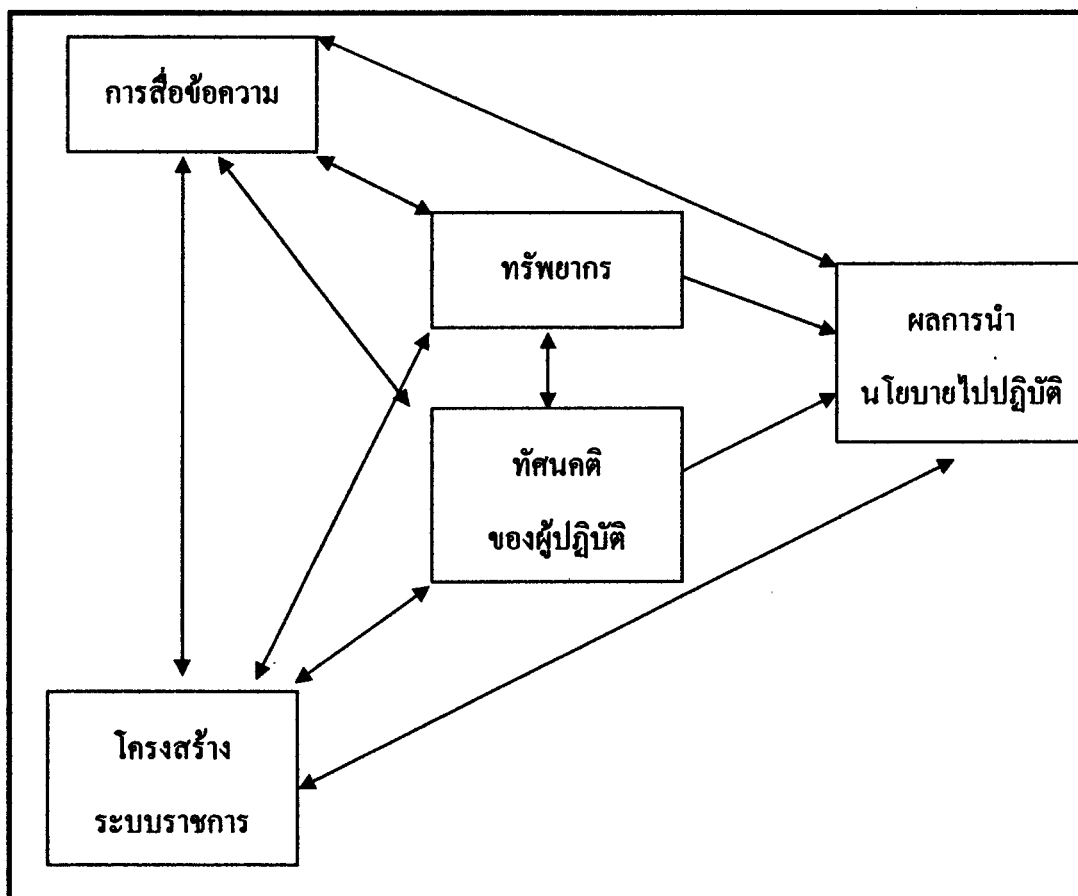 การสื่อข้อความ
ทรัพยากร
ผลการนำ
นโยบายไปปฏิบัติ
ทัศนคติ
ของผู้ปฏิบัติ
โครงสร้าง
ระบบราชการ